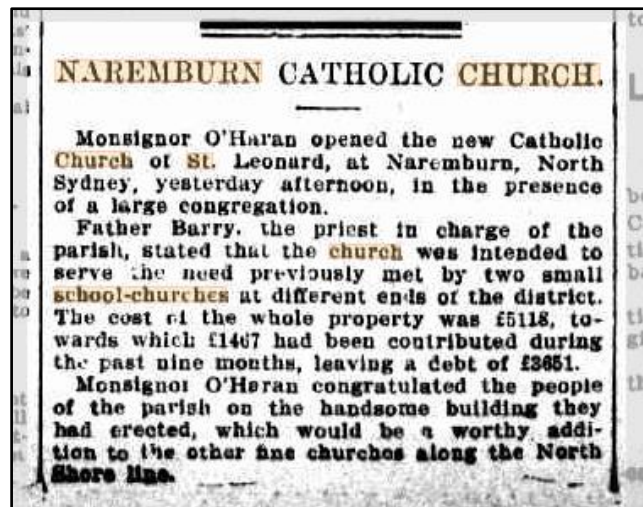 NAREMBURN CATHOLIC CHURCH.
Monsignor O'Haran opened the new Catholic
Church of St. Leonard, at Naremburn, North
Sydney, yesterday afternoon, in the presence
of a large congregation.
Father Barry, the priest in charge of the
parish, stated that the church was intended to
serve the need previously met by two small
school-churches at different ends of the district.
The cost of the whole property was £5118, to-
wards which £1467 had been contributed during
the past nine months, leaving a debt of £3651.
Monsignor O'Haran congratulated the people
of the parish on the handsome building they
had erected, which would be a worthy addi-
tion to the other fine churches along the North
Shore line.